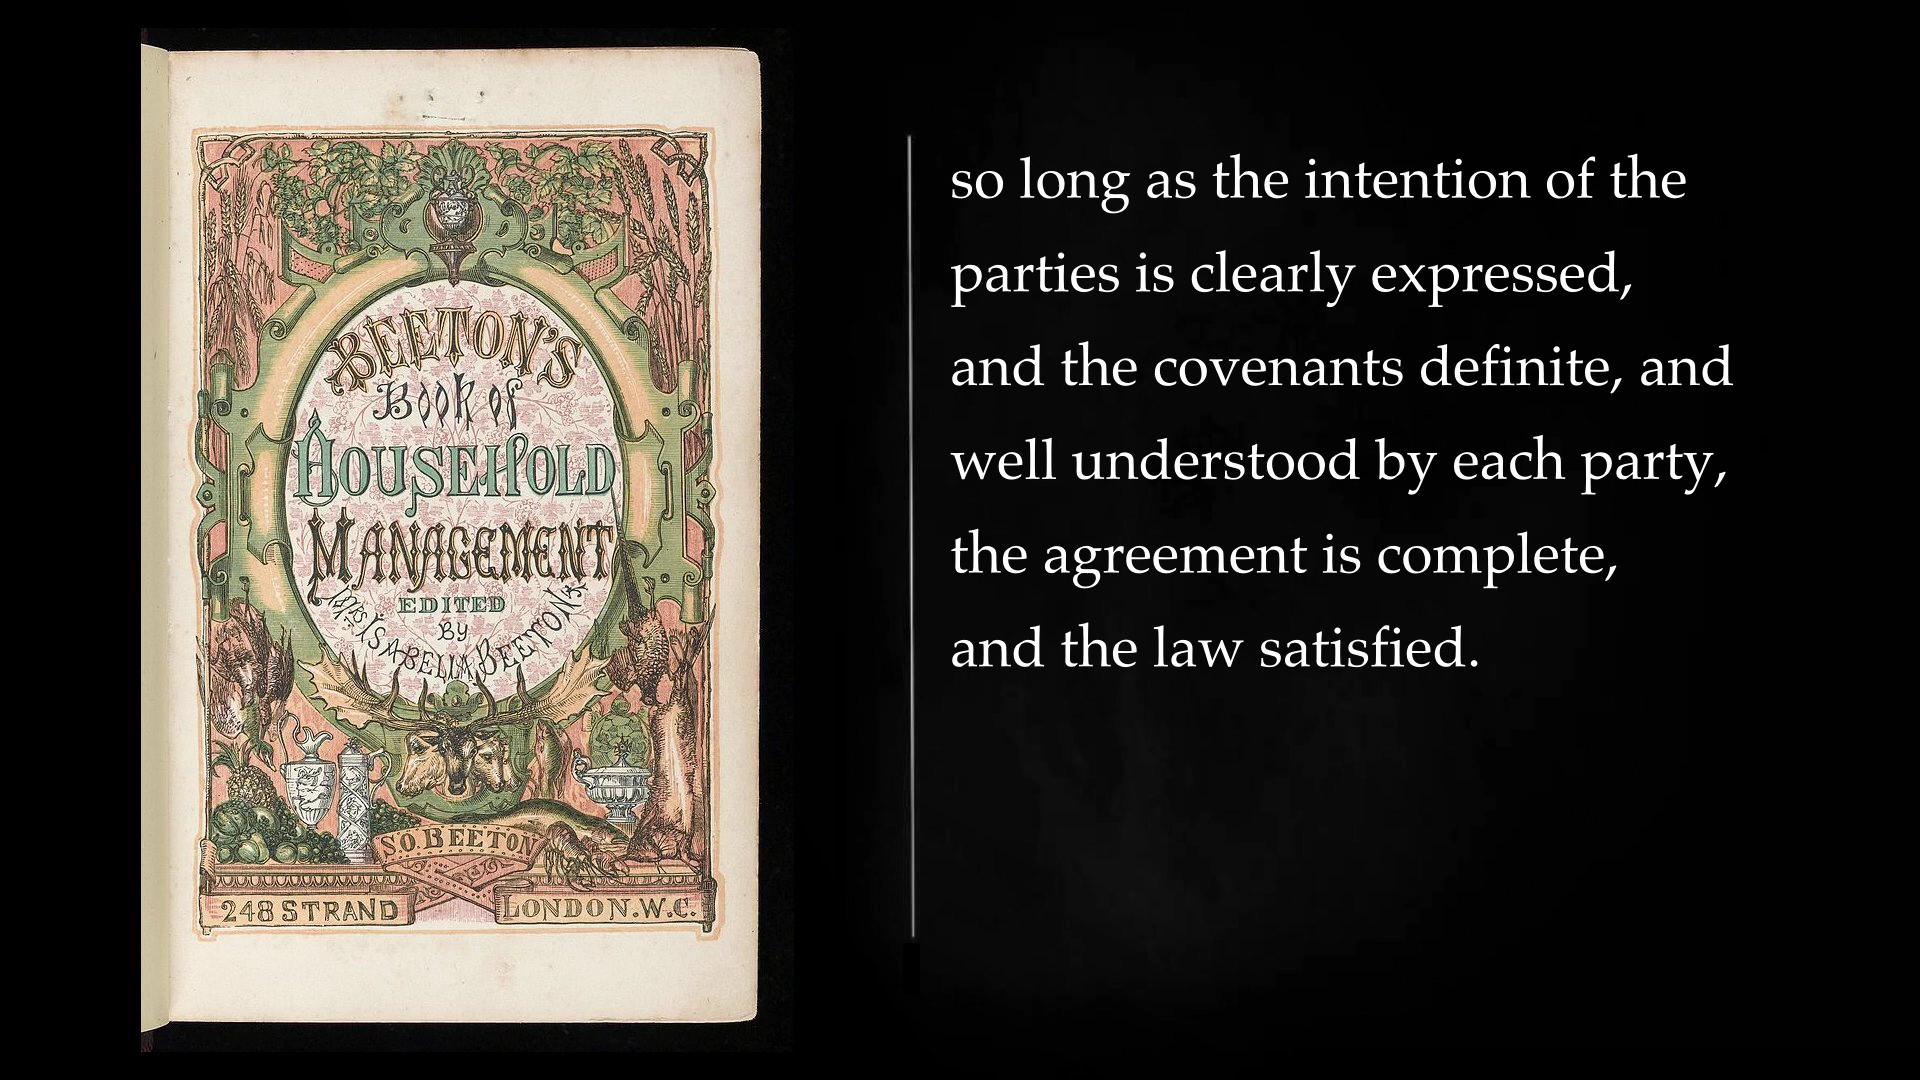 BEETON'S
Book of
HOUSEHOLD
MANAGEMENT
EDITED
BY
MRS ISABELLA BEETON
S.O. BEETON
248 STRAND
LONDON. W.C.
so long as the intention of the
parties is clearly expressed,
and the covenants definite, and
well understood by each party,
the agreement is complete,
and the law satisfied.